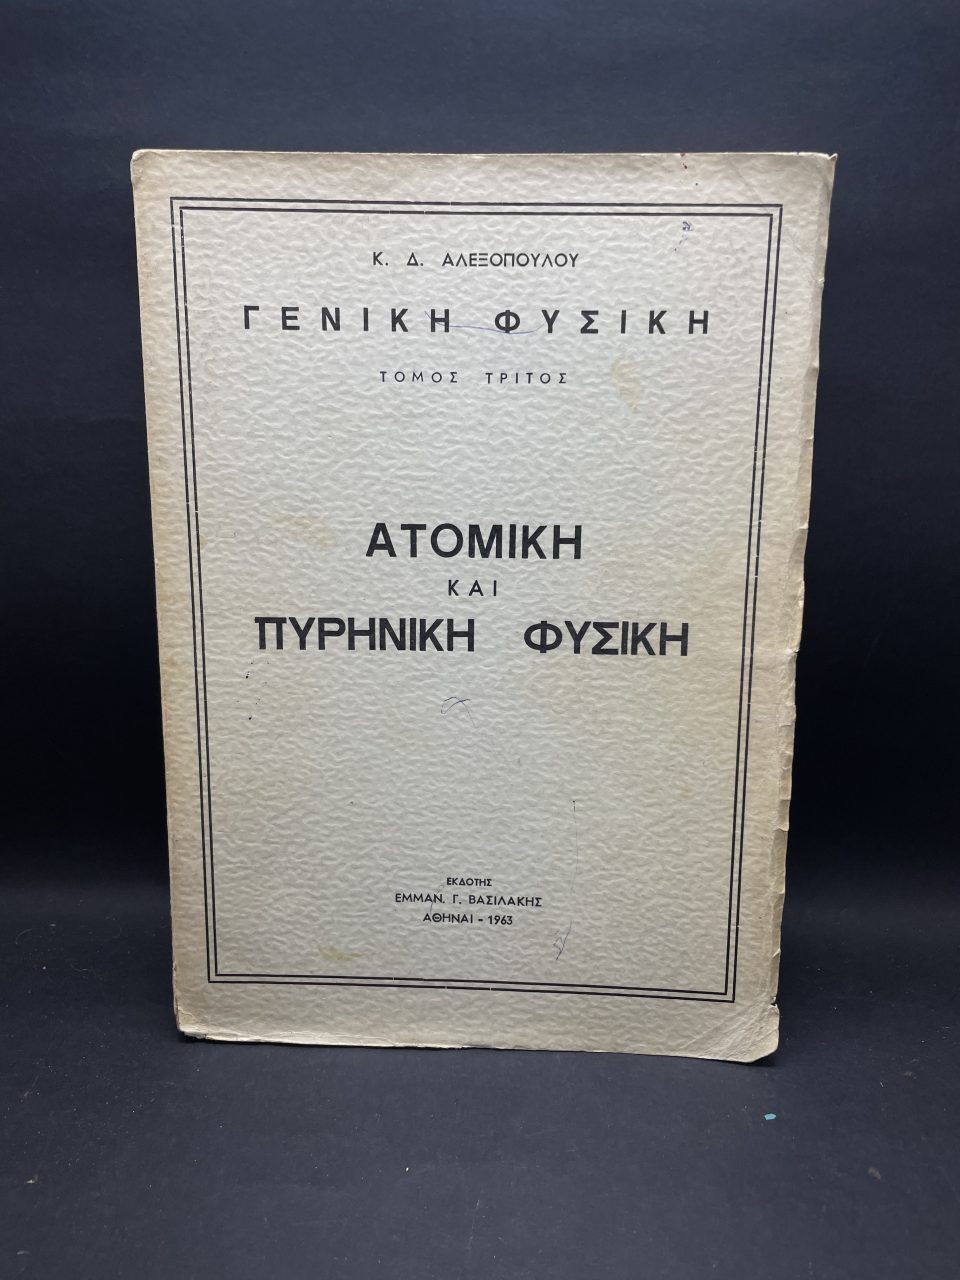 Κ. Δ. ΑΛΕΞΟΠΟΥΛΟΥ
ΓΕΝΙΚΗ ΦΥΣΙΚΗ
ΤΟΜΟΣ ΤΡΙΤΟΣ
ΑΤΟΜΙΚΗ
ΚΑΙ
ΠΥΡΗΝΙΚΗ ΦΥΣΙΚΗ
ΕΚΔΟΤΗΣ
ΕΜΜΑΝ. Γ. ΒΑΣΙΛΑΚΗΣ
ΑΘΗΝΑΙ - 1963